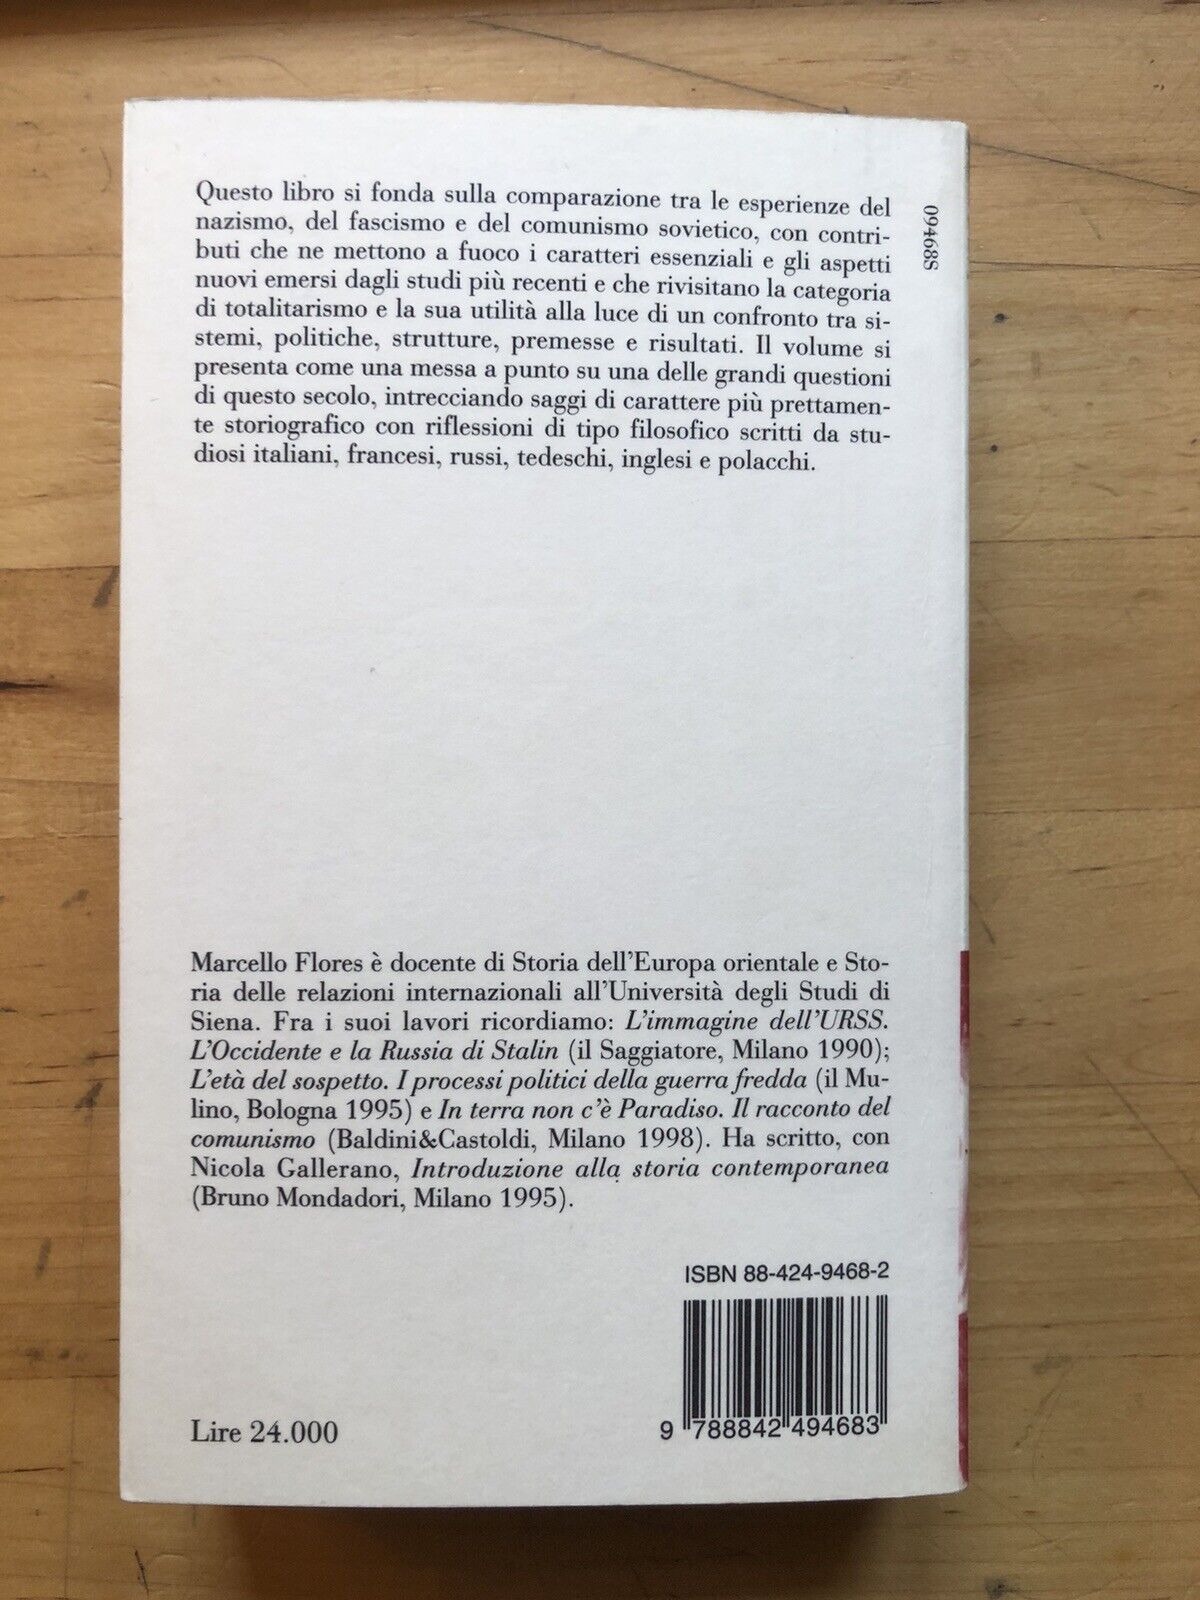 Questo libro si fonda sulla comparazione tra le esperienze del
nazismo, del fascismo e del comunismo sovietico, con contri-
buti che ne mettono a fuoco i caratteri essenziali e gli aspetti
nuovi emersi dagli studi più recenti e che rivisitano la categoria
di totalitarismo e la sua utilità alla luce di un confronto tra si-
stemi, politiche, strutture, premesse e risultati. Il volume si
presenta come una messa a punto su una delle grandi questioni
di questo secolo, intrecciando saggi di carattere più prettamen-
te storiografico con riflessioni di tipo filosofico scritti da stu-
diosi italiani, francesi, russi, tedeschi, inglesi e polacchi.
09468S
Marcello Flores è docente di Storia dell'Europa orientale e Sto-
ria delle relazioni internazionali all'Università degli Studi di
Siena. Fra i suoi lavori ricordiamo: L'immagine dell'URSS.
L'Occidente e la Russia di Stalin (il Saggiatore, Milano 1990);
L'età del sospetto. I processi politici della guerra fredda (il Mu-
lino, Bologna 1995) e In terra non c'è Paradiso. Il racconto del
comunismo (Baldini&Castoldi, Milano 1998). Ha scritto, con
Nicola Gallerano, Introduzione alla storia contemporanea
(Bruno Mondadori, Milano 1995).
ISBN 88-424-9468-2
9 788842 494683
Lire 24.000